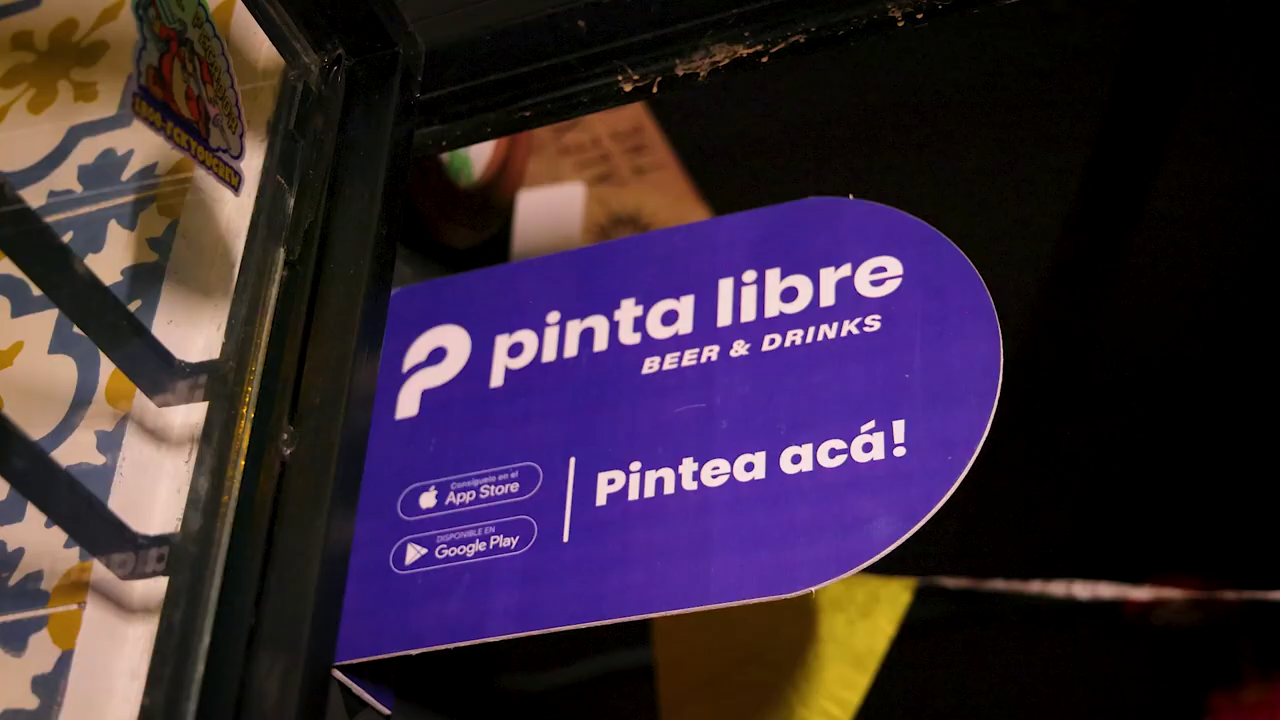 pinta libre
BEER & DRINKS
Pintea acá!
Consíguelo en el
App Store
DISPONIBLE EN
Google Play